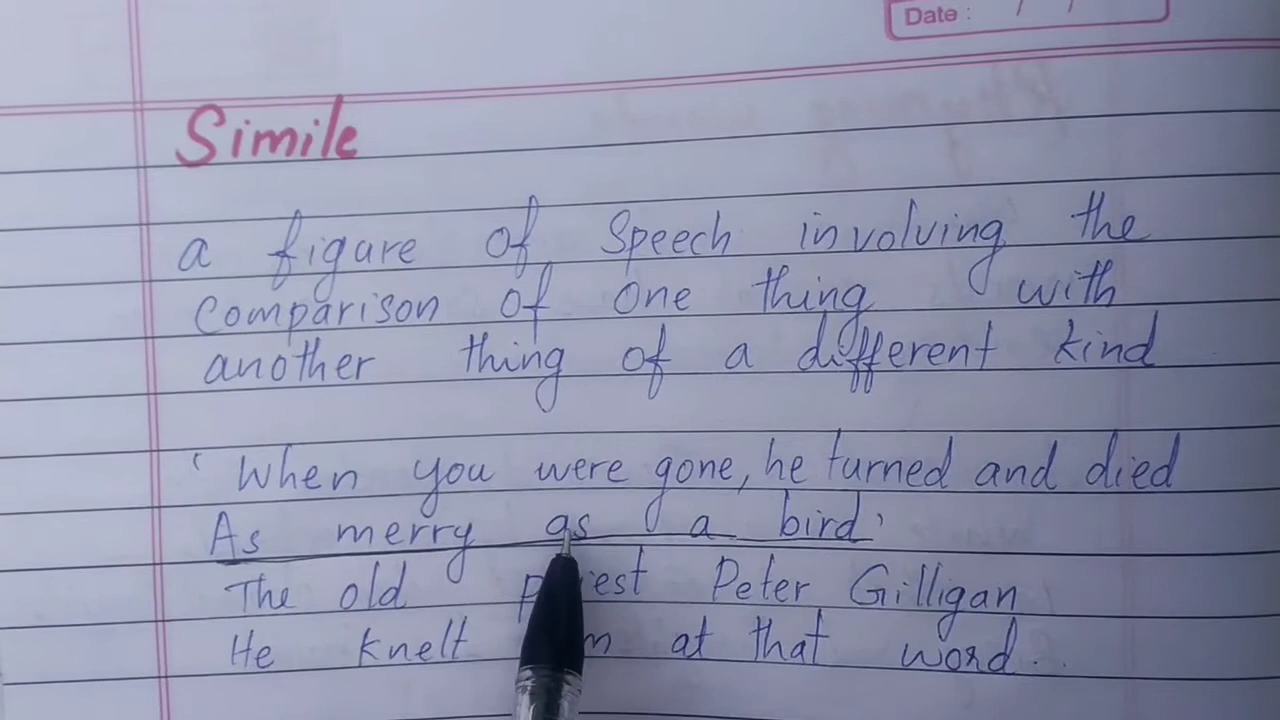 Date : / /
Simile
a figure of Speech involving the
comparison of one thing with
another thing of a different kind
' When you were gone, he turned and died
As merry as a bird'
The old Peter Gilligan
He knelt at that word..